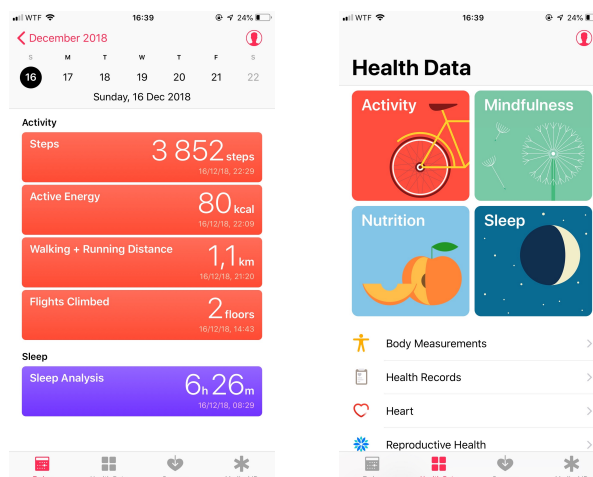 WTF 16:39 24%
December 2018
S M T W T F S
16 17 18 19 20 21 22
Sunday, 16 Dec 2018
Activity
Steps
3 852 steps
16/12/18, 22:29
Active Energy
80 kcal
16/12/18, 22:09
Walking + Running Distance
1,1 km
16/12/18, 21:20
Flights Climbed
2 floors
16/12/18, 14:43
Sleep
Sleep Analysis
6h 26m
16/12/18, 08:29
WTF 16:39 24%
Health Data
Activity
Mindfulness
Nutrition
Sleep
Body Measurements
Health Records
Heart
Reproductive Health